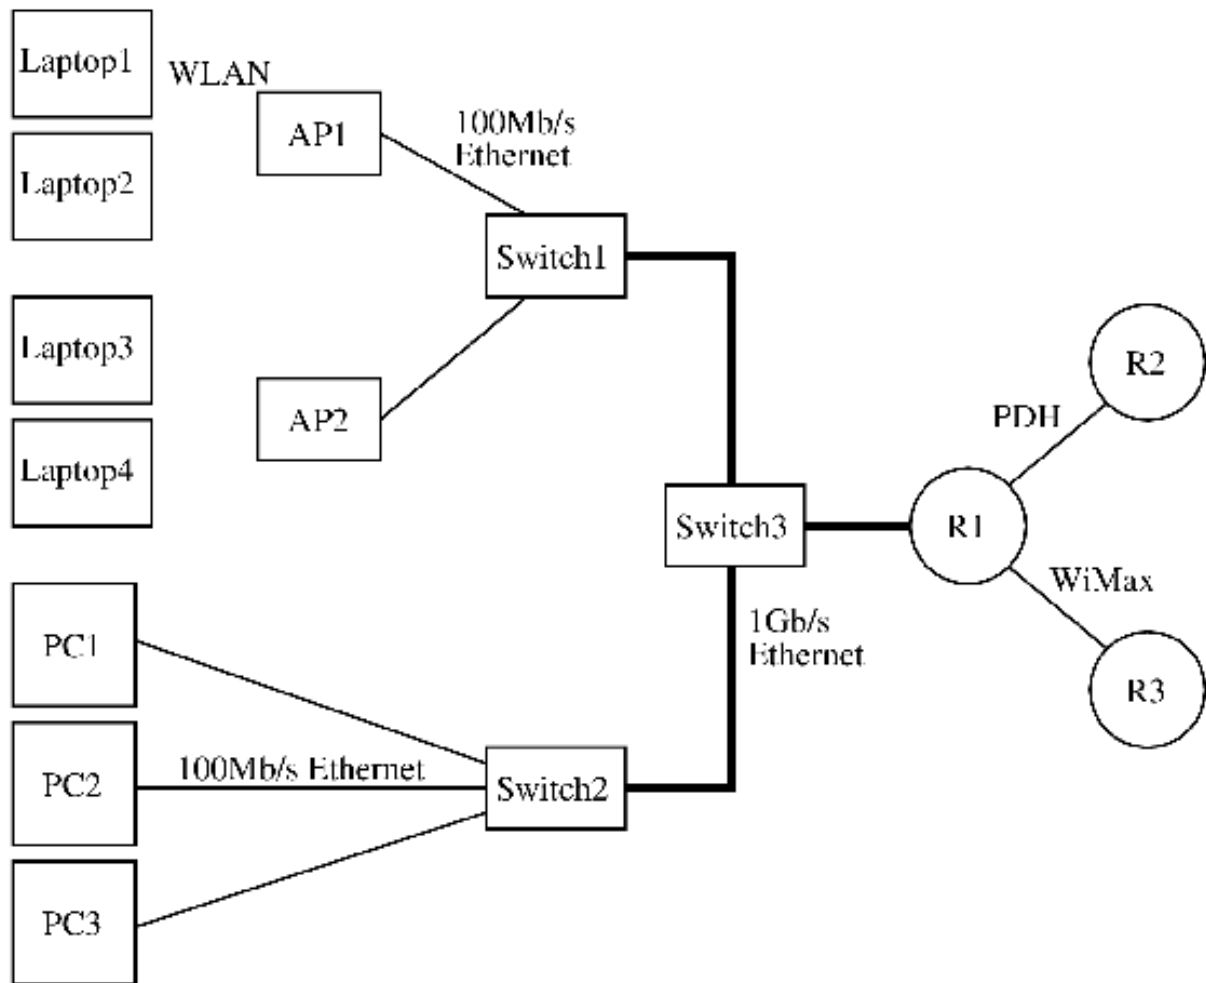 Laptop1
WLAN
AP1
100Mb/s
Ethernet
Laptop2
Switch1
Laptop3
R2
AP2
PDH
Laptop4
Switch3
R1
WiMax
1Gb/s
Ethernet
PC1
R3
100Mb/s Ethernet
PC2
Switch2
PC3